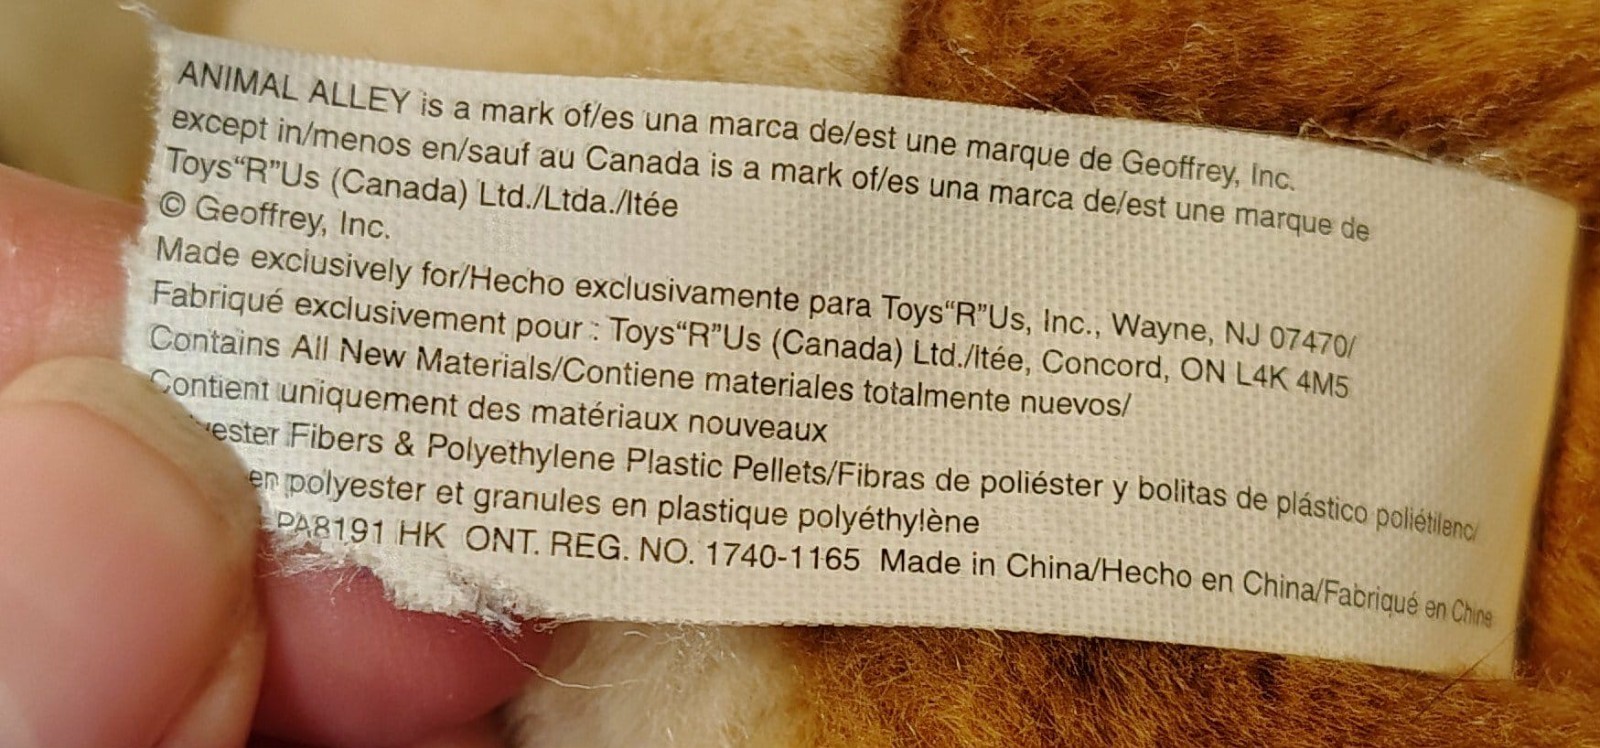 ANIMAL ALLEY is a mark of/es una marca de/est une marque de Geoffrey, Inc.
except in/menos en/sauf au Canada is a mark of/es una marca de/est une marque de
Toys“R”Us (Canada) Ltd./Ltda./ltée
© Geoffrey, Inc.
Made exclusively for/Hecho exclusivamente para Toys“R”Us, Inc., Wayne, NJ 07470/
Fabriqué exclusivement pour : Toys“R”Us (Canada) Ltd./ltée, Concord, ON L4K 4M5
Contains All New Materials/Contiene materiales totalmente nuevos/
Contient uniquement des matériaux nouveaux
Fibers & Polyethylene Plastic Pellets/Fibras de poliéster y bolitas de plástico
en polyester et granules en plastique polyéthylène
PA8191 HK ONT. REG. NO. 1740-1165 Made in China/Hecho en China/Fabriqué en Chine